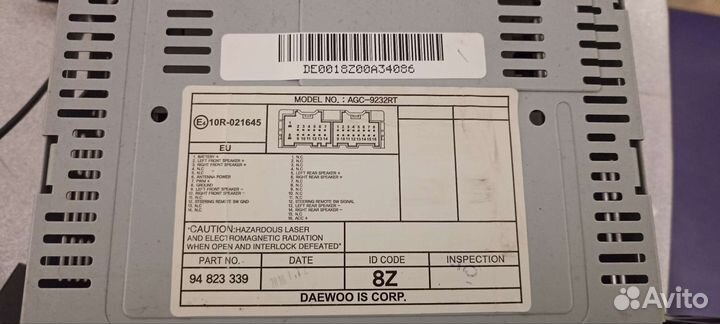 DE0018Z00A34086
MODEL NO. : AGC-9232RT
10R-021645
EU
1. BATTERY +
2. LEFT FRONT SPEAKER +
3. RIGHT FRONT SPEAKER +
4. N.C
5. N.C
6. ANTENNA POWER
7. PWM +
8. GROUND
9. LEFT FRONT SPEAKER -
10. RIGHT FRONT SPEAKER -
11. N.C
12. STEERING REMOTE SW GND
13. N.C
14. N.C
1. N.C
2. N.C
3. N.C
4. N.C
5. LEFT REAR SPEAKER +
6. RIGHT REAR SPEAKER +
7. N.C
8. N.C
9. N.C
10. N.C
11. N.C
12. STEERING REMOTE SW SIGNAL
13. LEFT REAR SPEAKER -
14. RIGHT REAR SPEAKER -
15. N.C
16. ACC +
"CAUTION:HAZARDOUS LASER
AND ELECTROMAGNETIC RADIATION
WHEN OPEN AND INTERLOCK DEFEATED"
PART NO. DATE ID CODE INSPECTION
94 823 339 8Z
DAEWOO IS CORP.
Avito